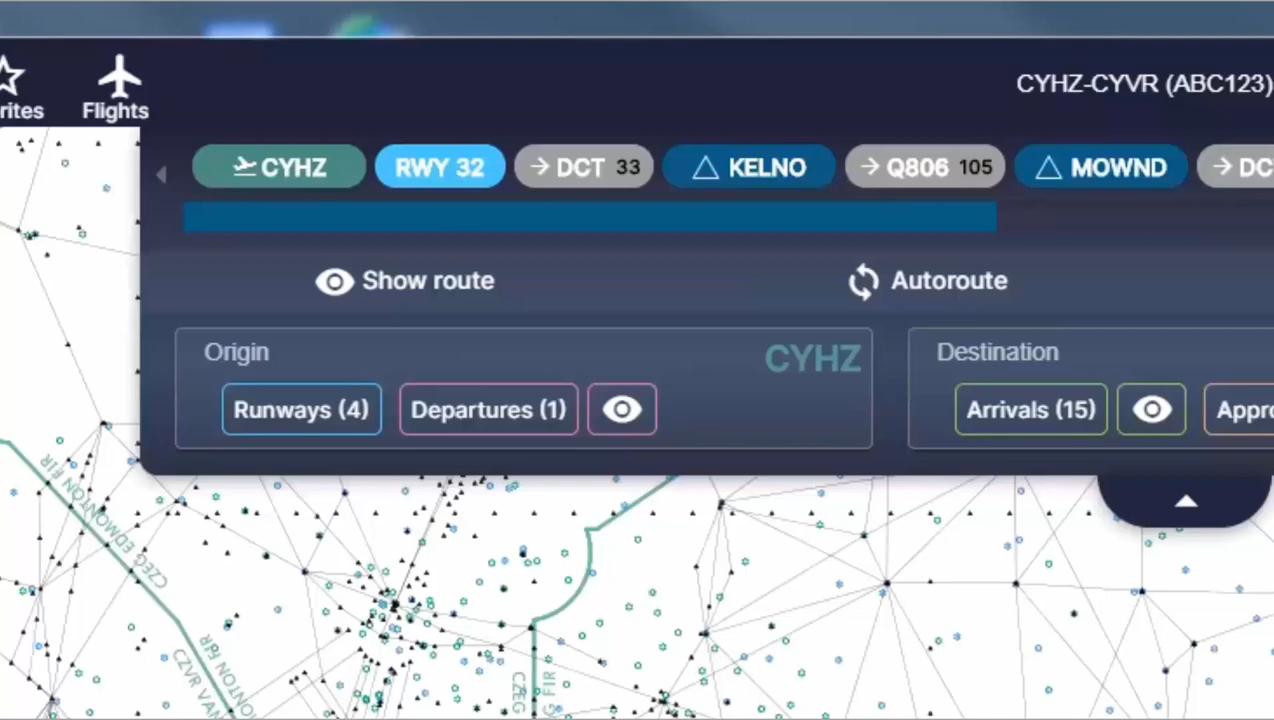 rites Flights
CYHZ-CYVR (ABC123)
CYHZ RWY 32 → DCT 33 KELNO → Q806 105 MOWND → DC
Show route Autoroute
Origin CYHZ Destination
Runways (4) Departures (1) Arrivals (15) Appro
CZEG EDMONTON FIR
NTON FIR
CZVR VAN
CZEG
G FIR